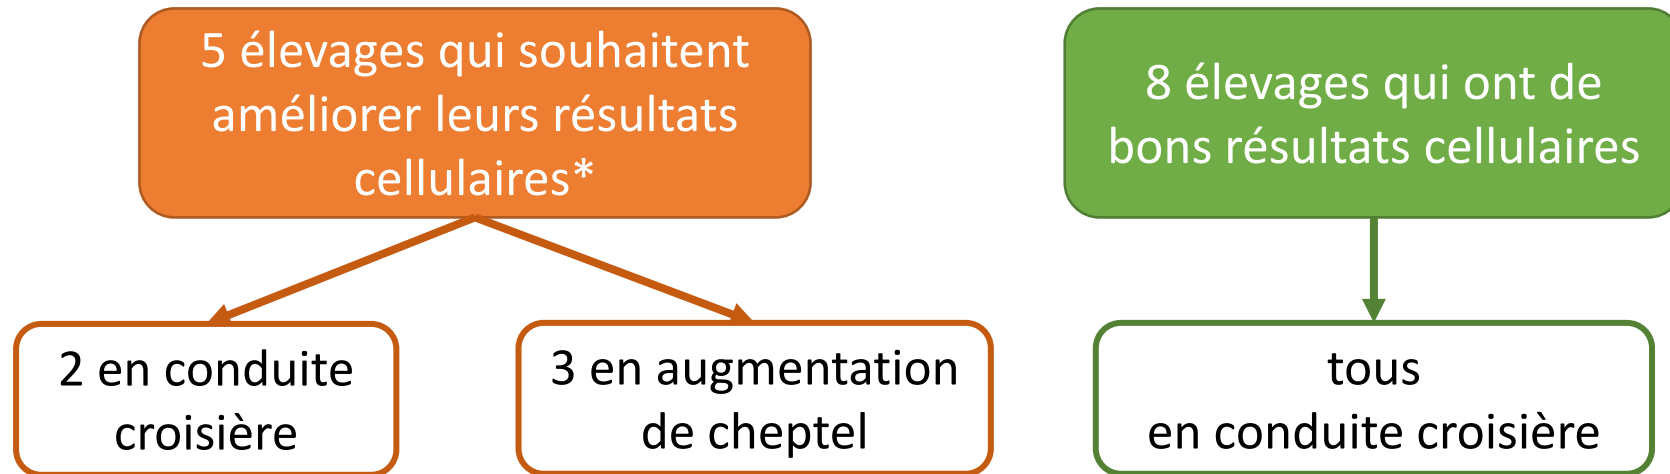 5 élevages qui souhaitent
améliorer leurs résultats
cellulaires*
8 élevages qui ont de
bons résultats cellulaires
2 en conduite
croisière
3 en augmentation
de cheptel
tous
en conduite croisière